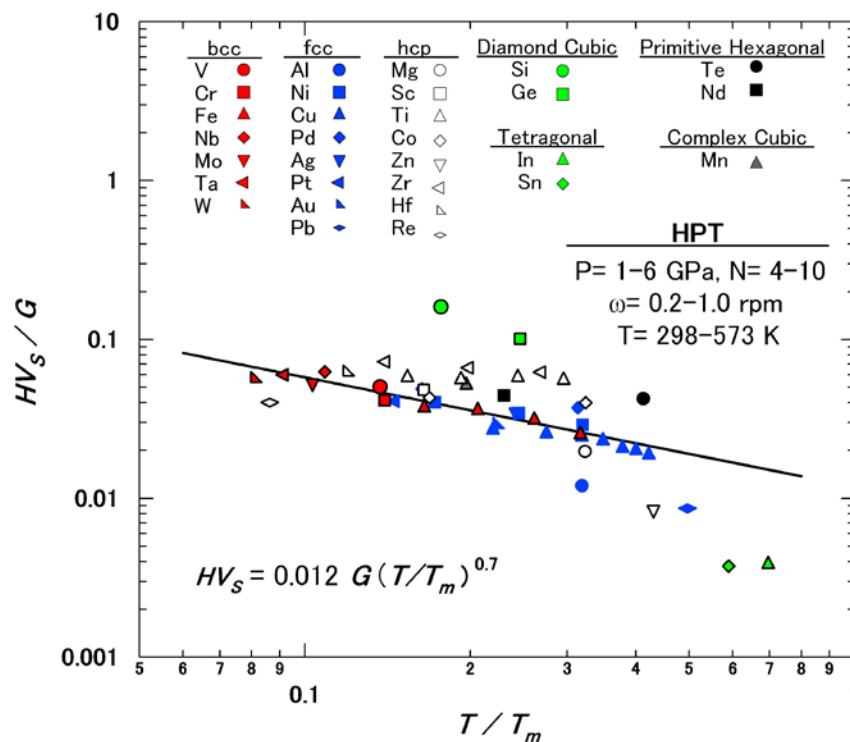 10
1
0.1
0.01
0.001
HV_S / G
bcc fcc hcp Diamond Cubic Primitive Hexagonal
V Al Mg Si Te
Cr Ni Sc Ge Nd
Fe Cu Ti
Nb Pd Co Tetragonal Complex Cubic
Mo Ag Zn In Mn
Ta Pt Zr Sn
W Au Hf
Pb Re
HPT
P= 1–6 GPa, N= 4–10
ω= 0.2–1.0 rpm
T= 298–573 K
HV_S = 0.012 G (T/T_m)^0.7
5 6 7 8 9 2 3 4 5 6 7 8 9
0.1
T / T_m